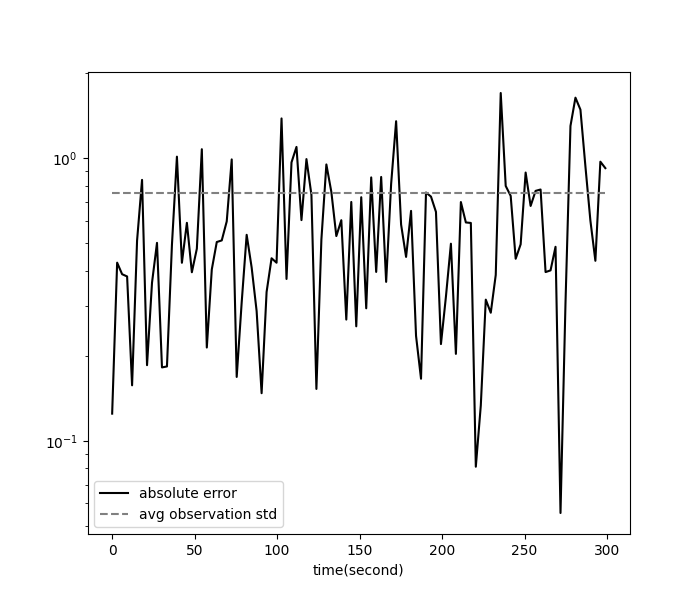 10⁰
10⁻¹
absolute error
avg observation std
0 50 100 150 200 250 300
time(second)